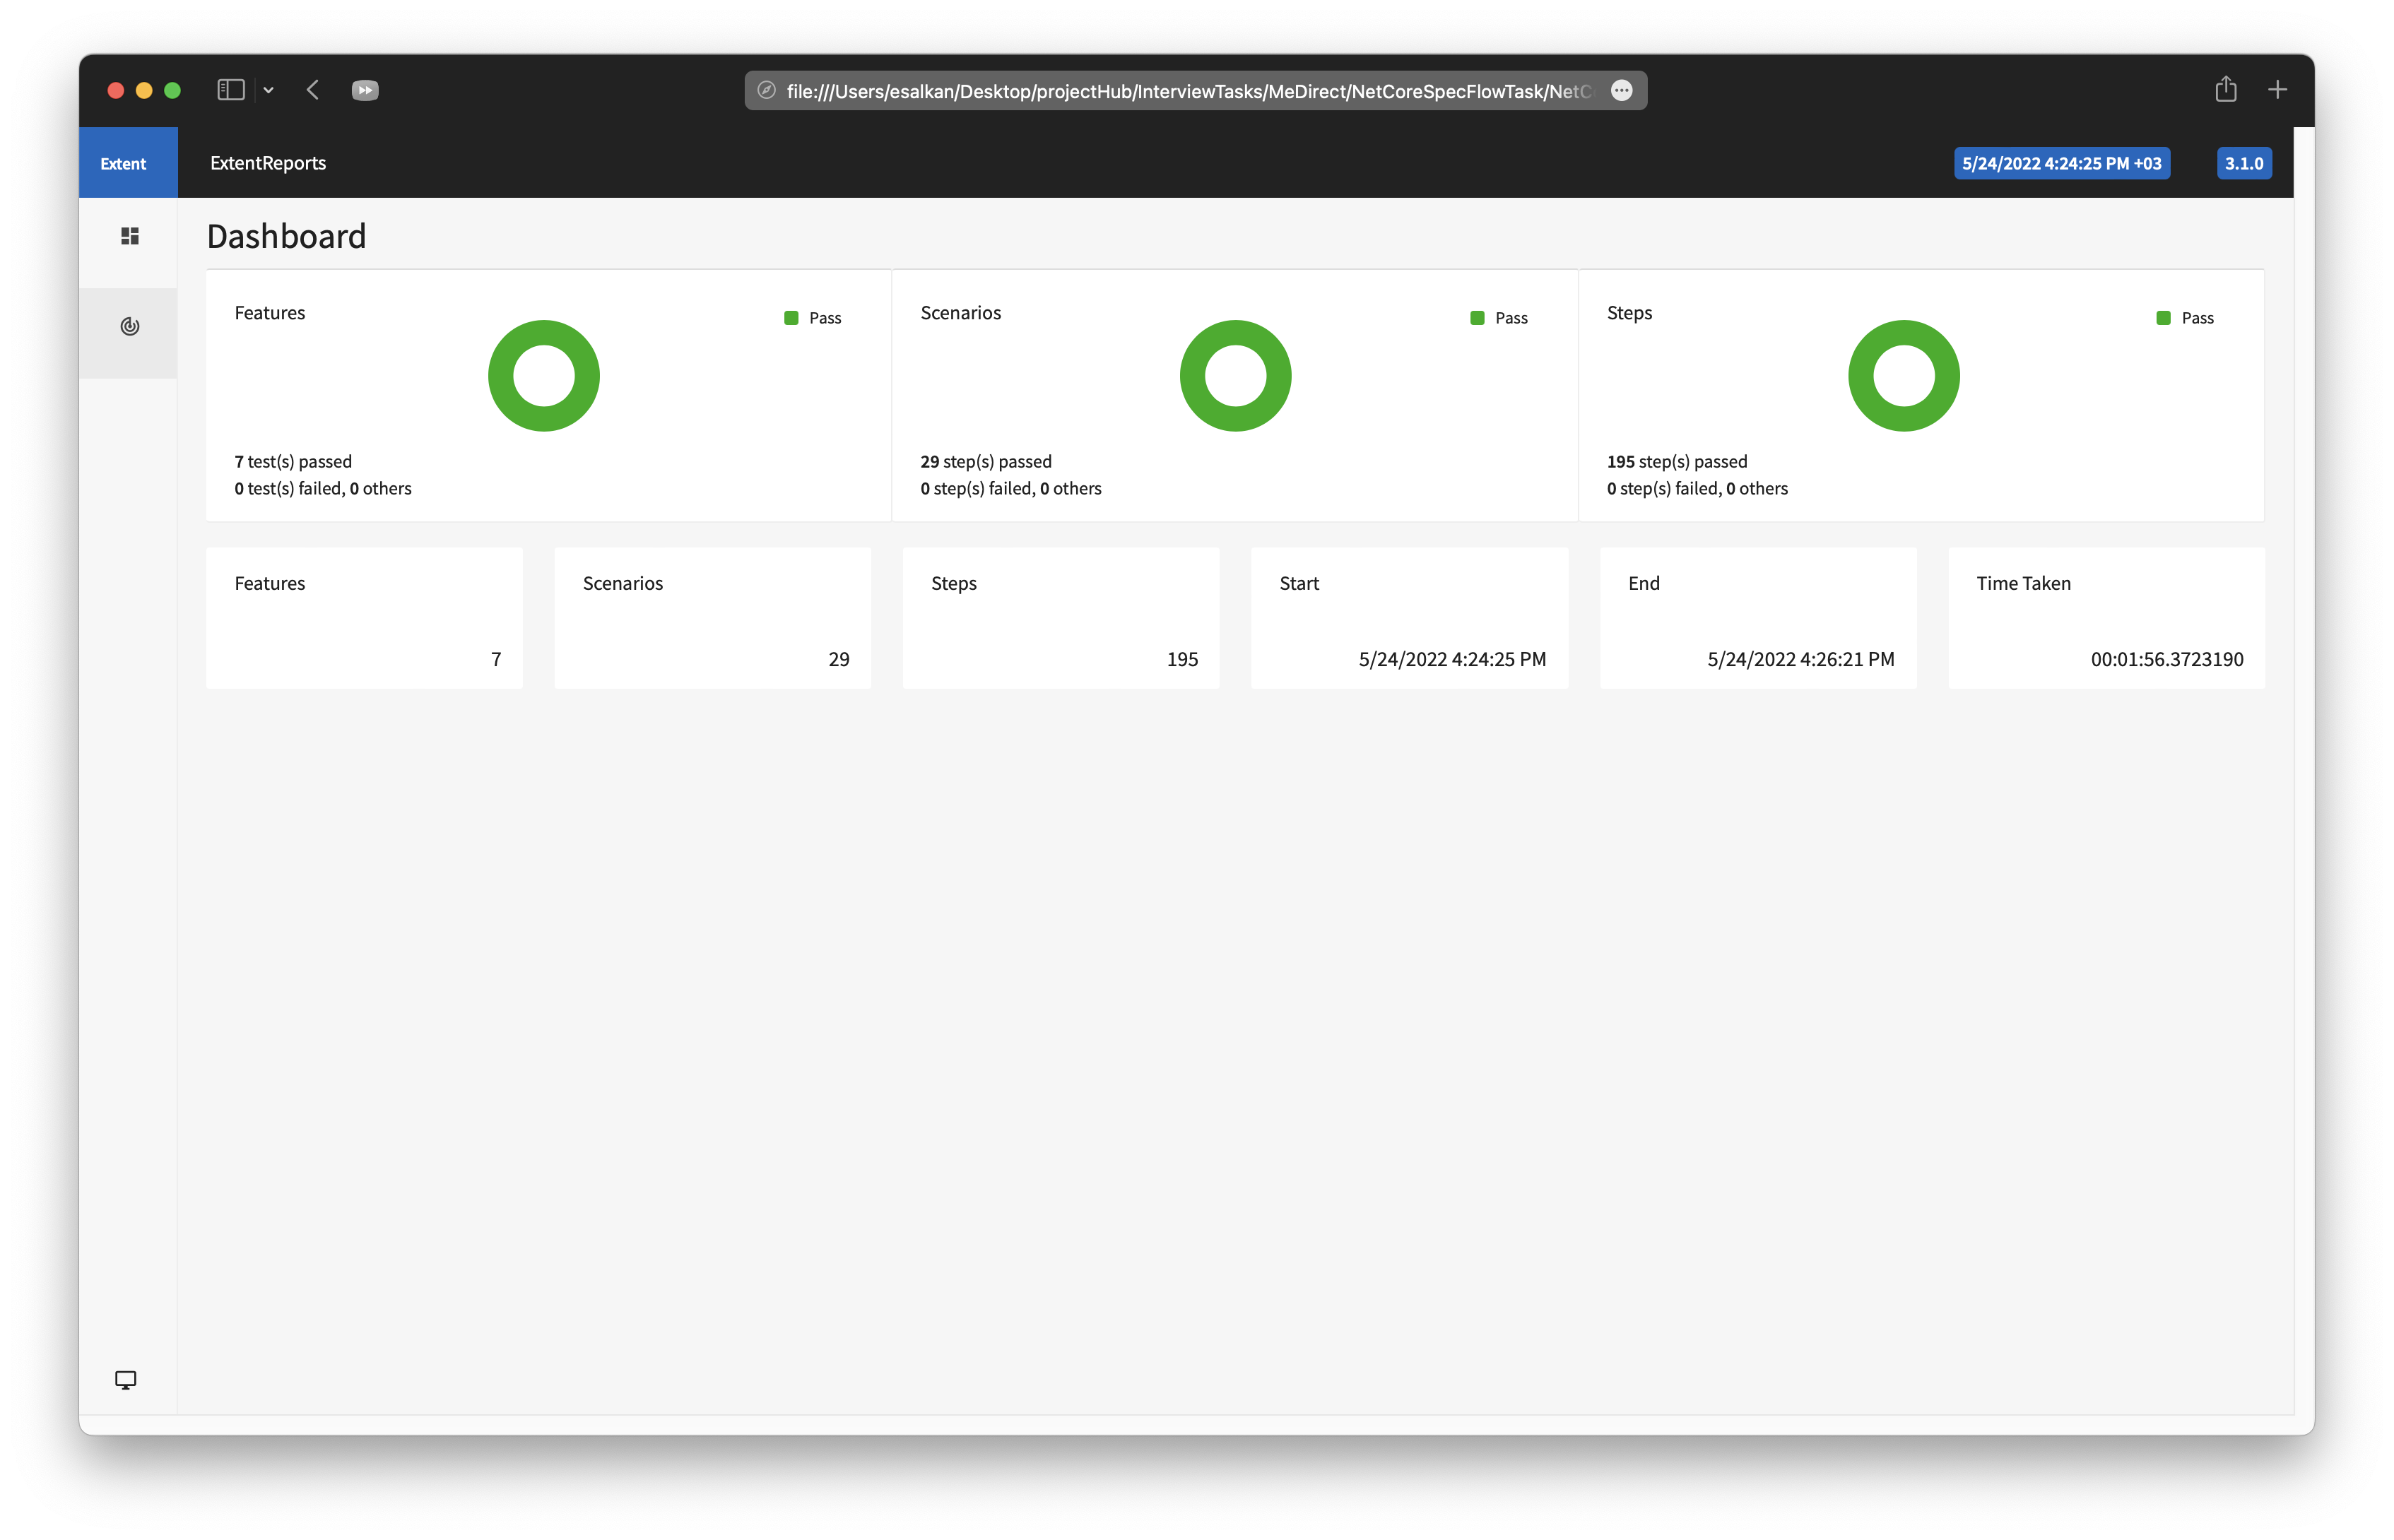 file:///Users/esalkan/Desktop/projectHub/InterviewTasks/MeDirect/NetCoreSpecFlowTask/NetC
Extent
ExtentReports
5/24/2022 4:24:25 PM +03
3.1.0
Dashboard
Features
Pass
7 test(s) passed
0 test(s) failed, 0 others
Scenarios
Pass
29 step(s) passed
0 step(s) failed, 0 others
Steps
Pass
195 step(s) passed
0 step(s) failed, 0 others
Features
7
Scenarios
29
Steps
195
Start
5/24/2022 4:24:25 PM
End
5/24/2022 4:26:21 PM
Time Taken
00:01:56.3723190